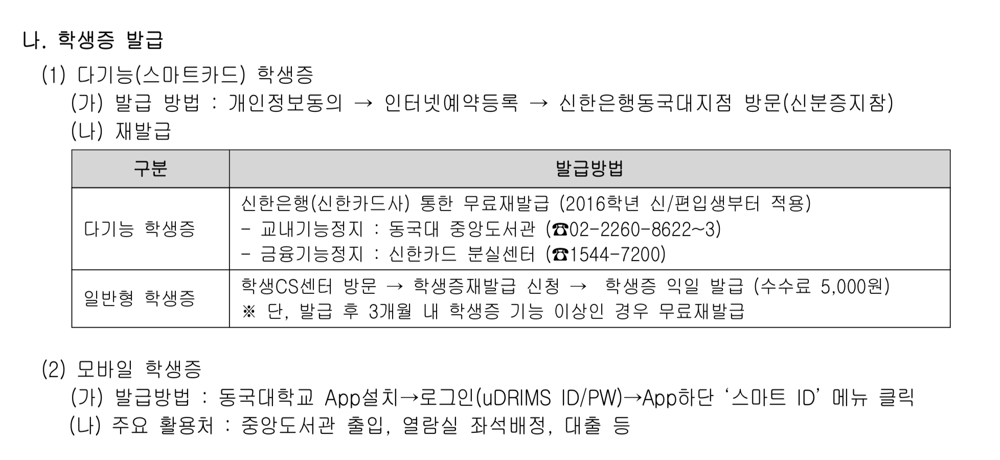 나. 학생증 발급
(1) 다기능(스마트카드) 학생증
(가) 발급 방법 : 개인정보동의 → 인터넷예약등록 → 신한은행동국대지점 방문(신분증지참)
(나) 재발급
구분 발급방법
다기능 학생증
신한은행(신한카드사) 통한 무료재발급 (2016학년 신/편입생부터 적용)
- 교내기능정지 : 동국대 중앙도서관 (☎02-2260-8622~3)
- 금융기능정지 : 신한카드 분실센터 (☎1544-7200)
일반형 학생증
학생CS센터 방문 → 학생증재발급 신청 → 학생증 익일 발급 (수수료 5,000원)
※ 단, 발급 후 3개월 내 학생증 기능 이상인 경우 무료재발급
(2) 모바일 학생증
(가) 발급방법 : 동국대학교 App설치→로그인(uDRIMS ID/PW)→App하단 ‘스마트 ID’ 메뉴 클릭
(나) 주요 활용처 : 중앙도서관 출입, 열람실 좌석배정, 대출 등